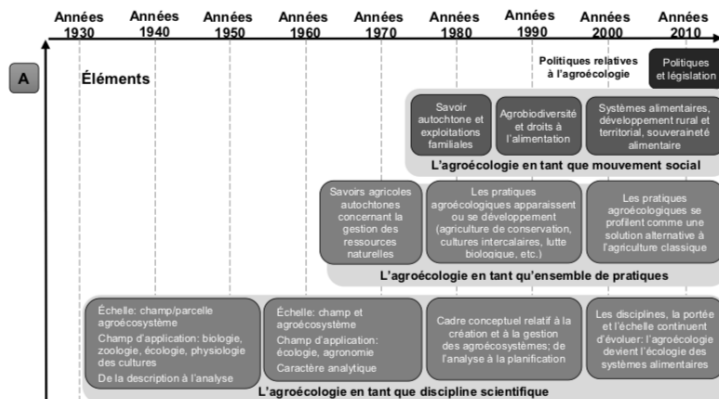 Années 1930
Années 1940
Années 1950
Années 1960
Années 1970
Années 1980
Années 1990
Années 2000
Années 2010
A
Éléments
Politiques relatives
à l'agroécologie
Politiques
et législation
Savoir
autochtone et
exploitations
familiales
Agrobiodiversité
et droits à
l'alimentation
Systèmes alimentaires,
développement rural et
territorial, souveraineté
alimentaire
L'agroécologie en tant que mouvement social
Savoirs agricoles
autochtones
concernant la
gestion des
ressources
naturelles
Les pratiques
agroécologiques apparaissent
ou se développement
(agriculture de conservation,
cultures intercalaires, lutte
biologique, etc.)
Les pratiques
agroécologiques se
profilent comme une
solution alternative à
l'agriculture classique
L'agroécologie en tant qu'ensemble de pratiques
Échelle: champ/parcelle
agroécosystème
Champ d'application: biologie,
zoologie, écologie, physiologie
des cultures
De la description à l'analyse
Échelle: champ et
agroécosystème
Champ d'application:
écologie, agronomie
Caractère analytique
Cadre conceptuel relatif à la
création et à la gestion
des agroécosystèmes; de
l'analyse à la planification
Les disciplines, la portée
et l'échelle continuent
d'évoluer: l'agroécologie
devient l'écologie des
systèmes alimentaires
L'agroécologie en tant que discipline scientifique